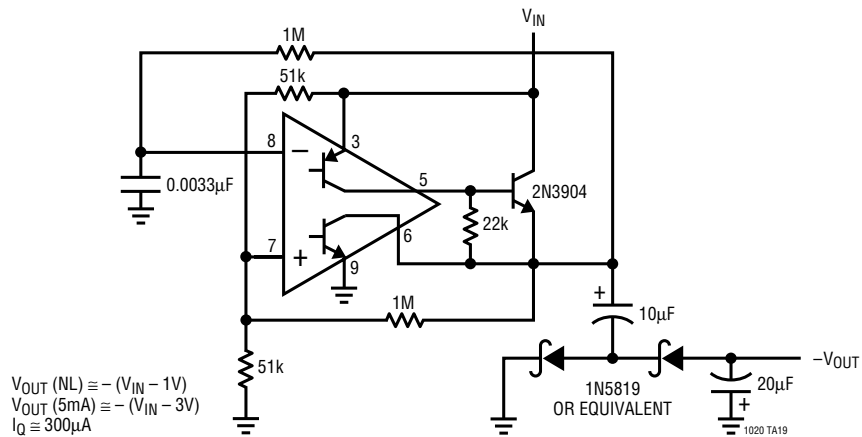 V_IN
1M
51k
3
8
−
0.0033µF
5
2N3904
22k
6
7
+
9
1M
+
10µF
51k
V_OUT (NL) ≅ – (V_IN – 1V)
V_OUT (5mA) ≅ – (V_IN – 3V)
I_Q ≅ 300µA
1N5819
OR EQUIVALENT
–V_OUT
20µF
+
1020 TA19